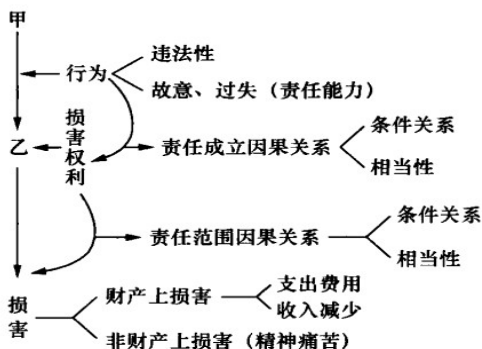 甲
违法性
行为
故意、过失（责任能力）
损害权利
条件关系
乙
责任成立因果关系
相当性
条件关系
责任范围因果关系
相当性
支出费用
财产上损害
收入减少
损害
非财产上损害（精神痛苦）